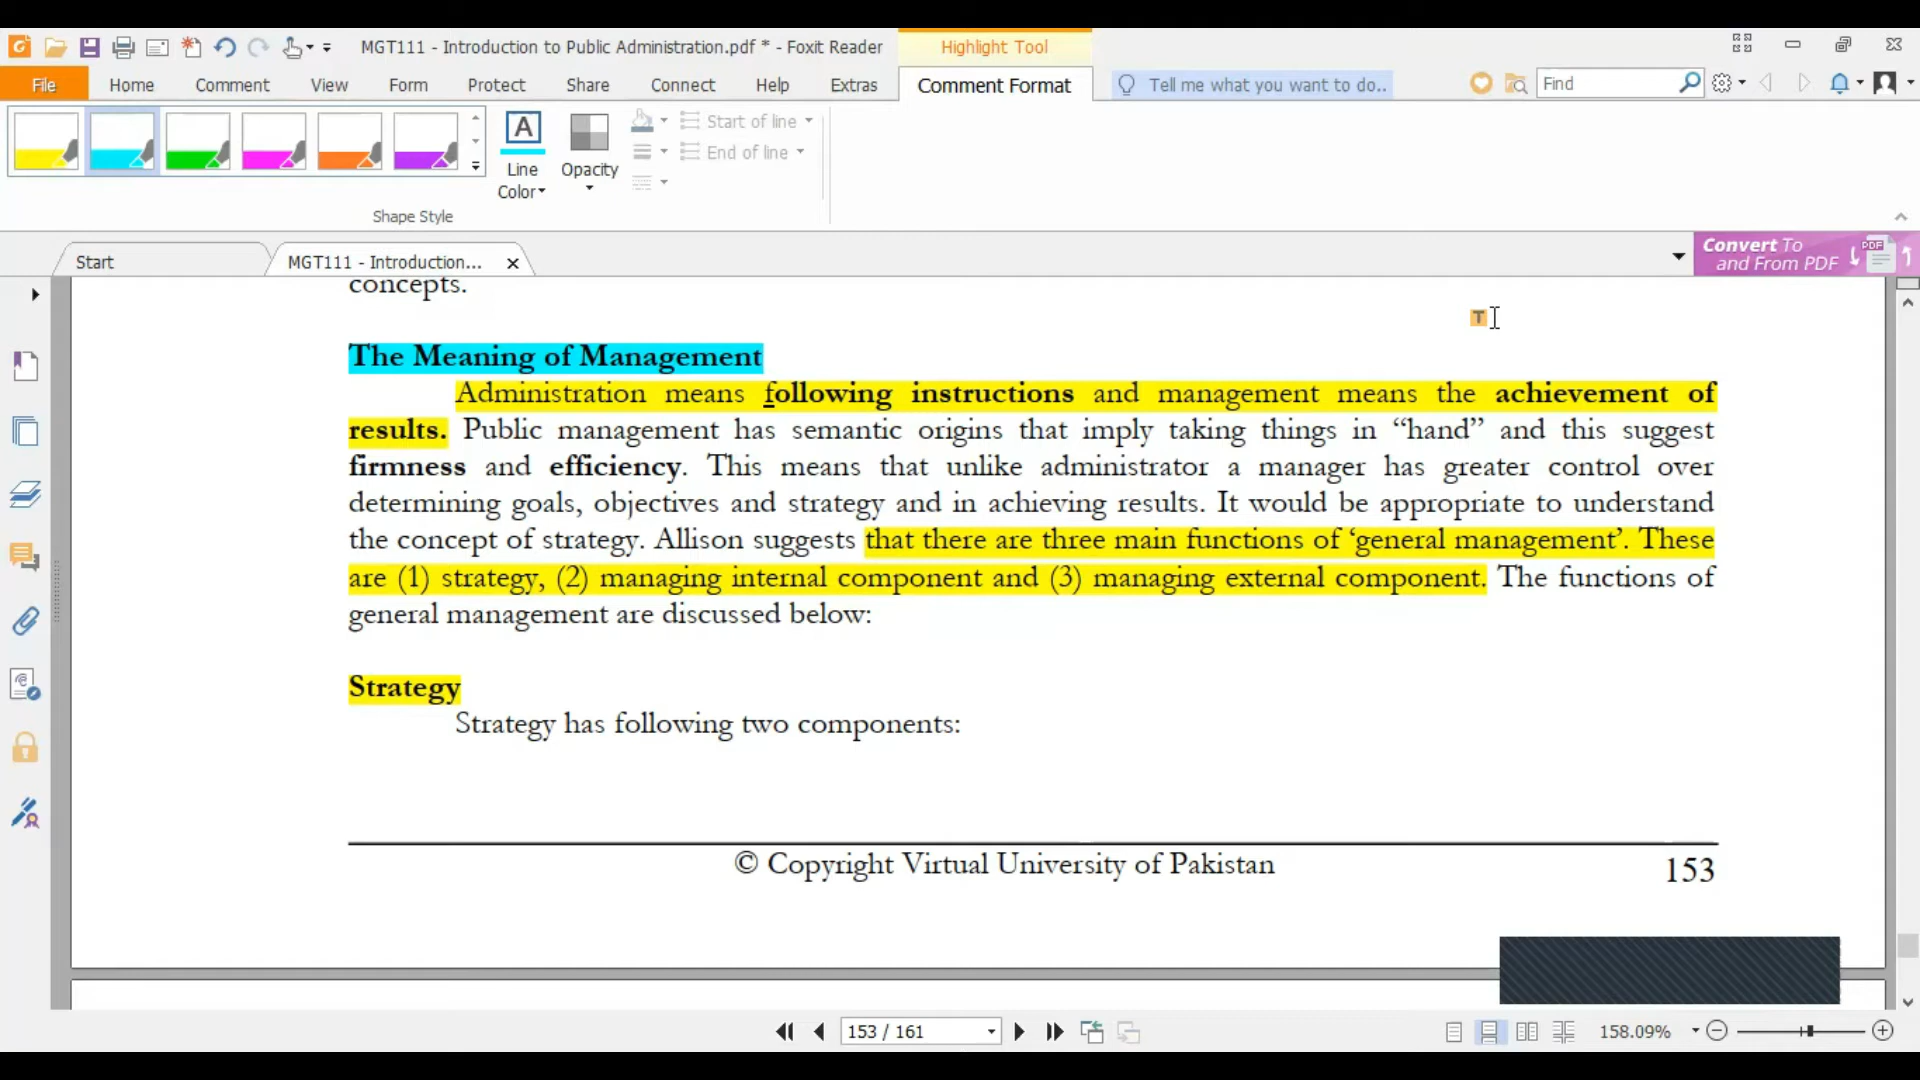 MGT111 - Introduction to Public Administration.pdf * - Foxit Reader
Highlight Tool
File Home Comment View Form Protect Share Connect Help Extras Comment Format Tell me what you want to do.. Find
Line Color
Opacity
Start of line
End of line
Shape Style
Start
MGT111 - Introduction...
Convert To
and From PDF
PDF
concepts.
T
The Meaning of Management
Administration means following instructions and management means the achievement of
results. Public management has semantic origins that imply taking things in “hand” and this suggest
firmness and efficiency. This means that unlike administrator a manager has greater control over
determining goals, objectives and strategy and in achieving results. It would be appropriate to understand
the concept of strategy. Allison suggests that there are three main functions of ‘general management’. These
are (1) strategy, (2) managing internal component and (3) managing external component. The functions of
general management are discussed below:
Strategy
Strategy has following two components:
© Copyright Virtual University of Pakistan
153
153 / 161
158.09%